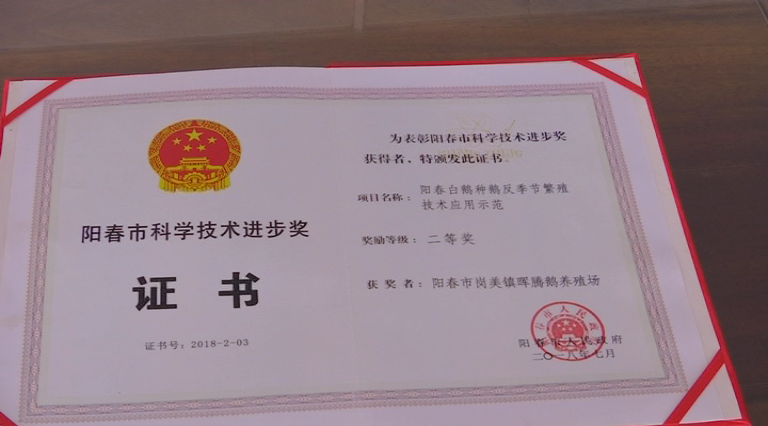 阳春市科学技术进步奖
证书
证书号：2018-2-03
为表彰阳春市科学技术进步奖
获得者、特颁发此证书。
项目名称：阳春白鹅种鹅反季节繁殖
技术应用示范
奖励等级：二等奖
获奖者：阳春市岗美镇晖腾鹅养殖场
阳春市人民政府
二〇一八年七月